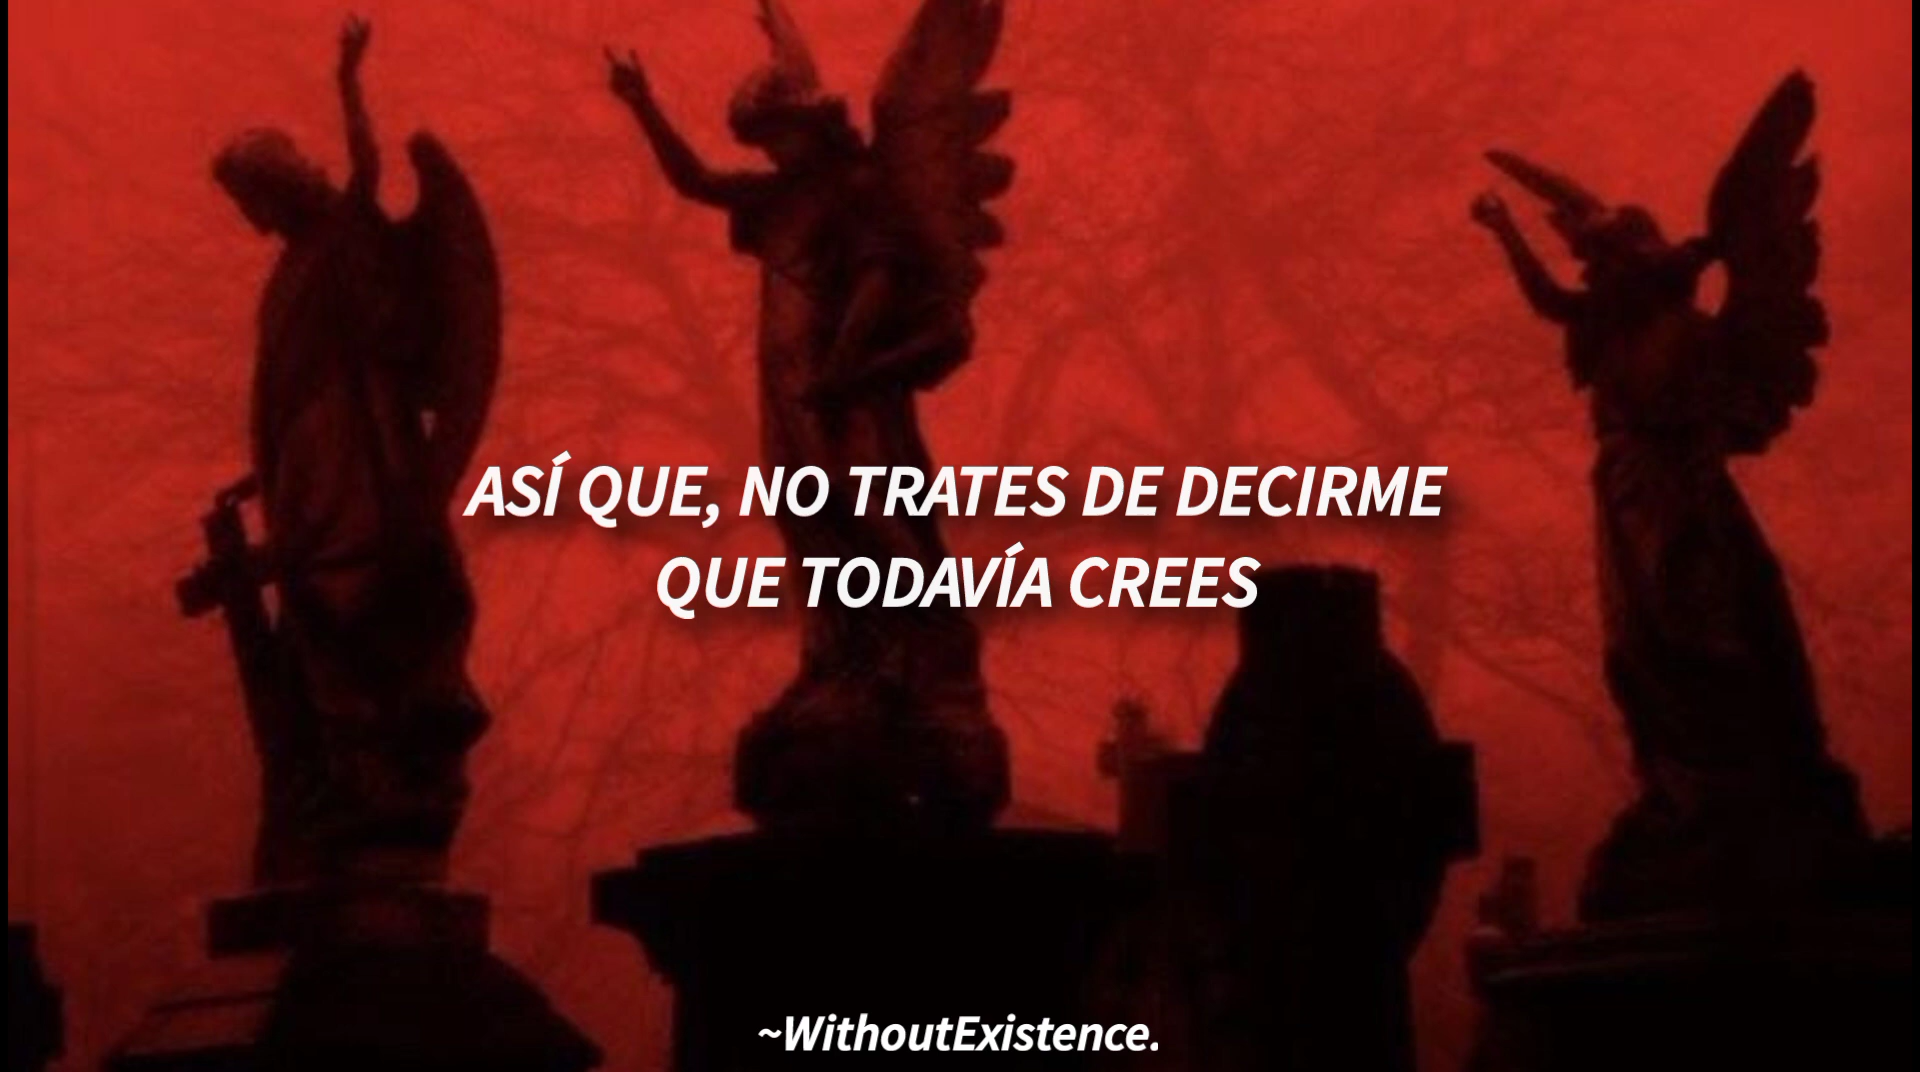 ASÍ QUE, NO TRATES DE DECIRME
QUE TODAVÍA CREES
~WithoutExistence.